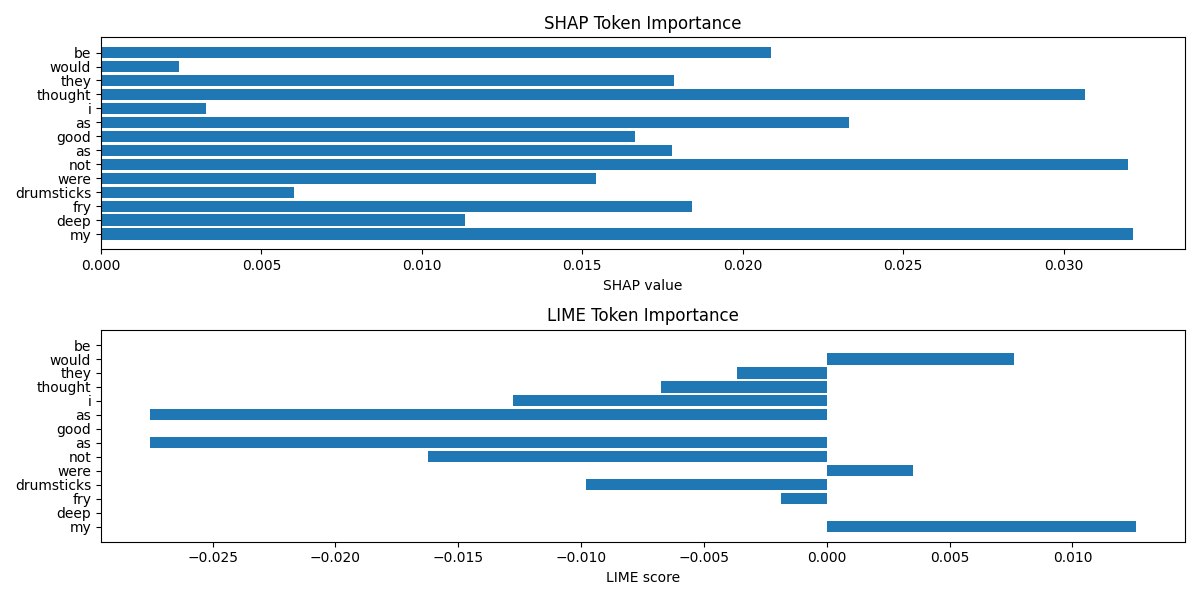 SHAP Token Importance
be
would
they
thought
i
as
good
as
not
were
drumsticks
fry
deep
my
0.000 0.005 0.010 0.015 0.020 0.025 0.030
SHAP value
LIME Token Importance
be
would
they
thought
i
as
good
as
not
were
drumsticks
fry
deep
my
−0.025 −0.020 −0.015 −0.010 −0.005 0.000 0.005 0.010
LIME score